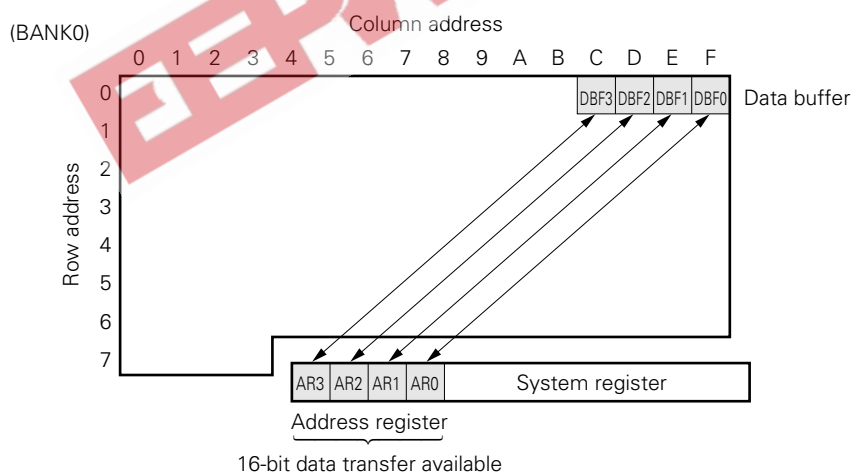 (BANK0)
Column address
0 1 2 3 4 5 6 7 8 9 A B C D E F
0 DBF3 DBF2 DBF1 DBF0 Data buffer
1
2
3
4
5
6
7
Row address
AR3 AR2 AR1 AR0 System register
Address register
16-bit data transfer available